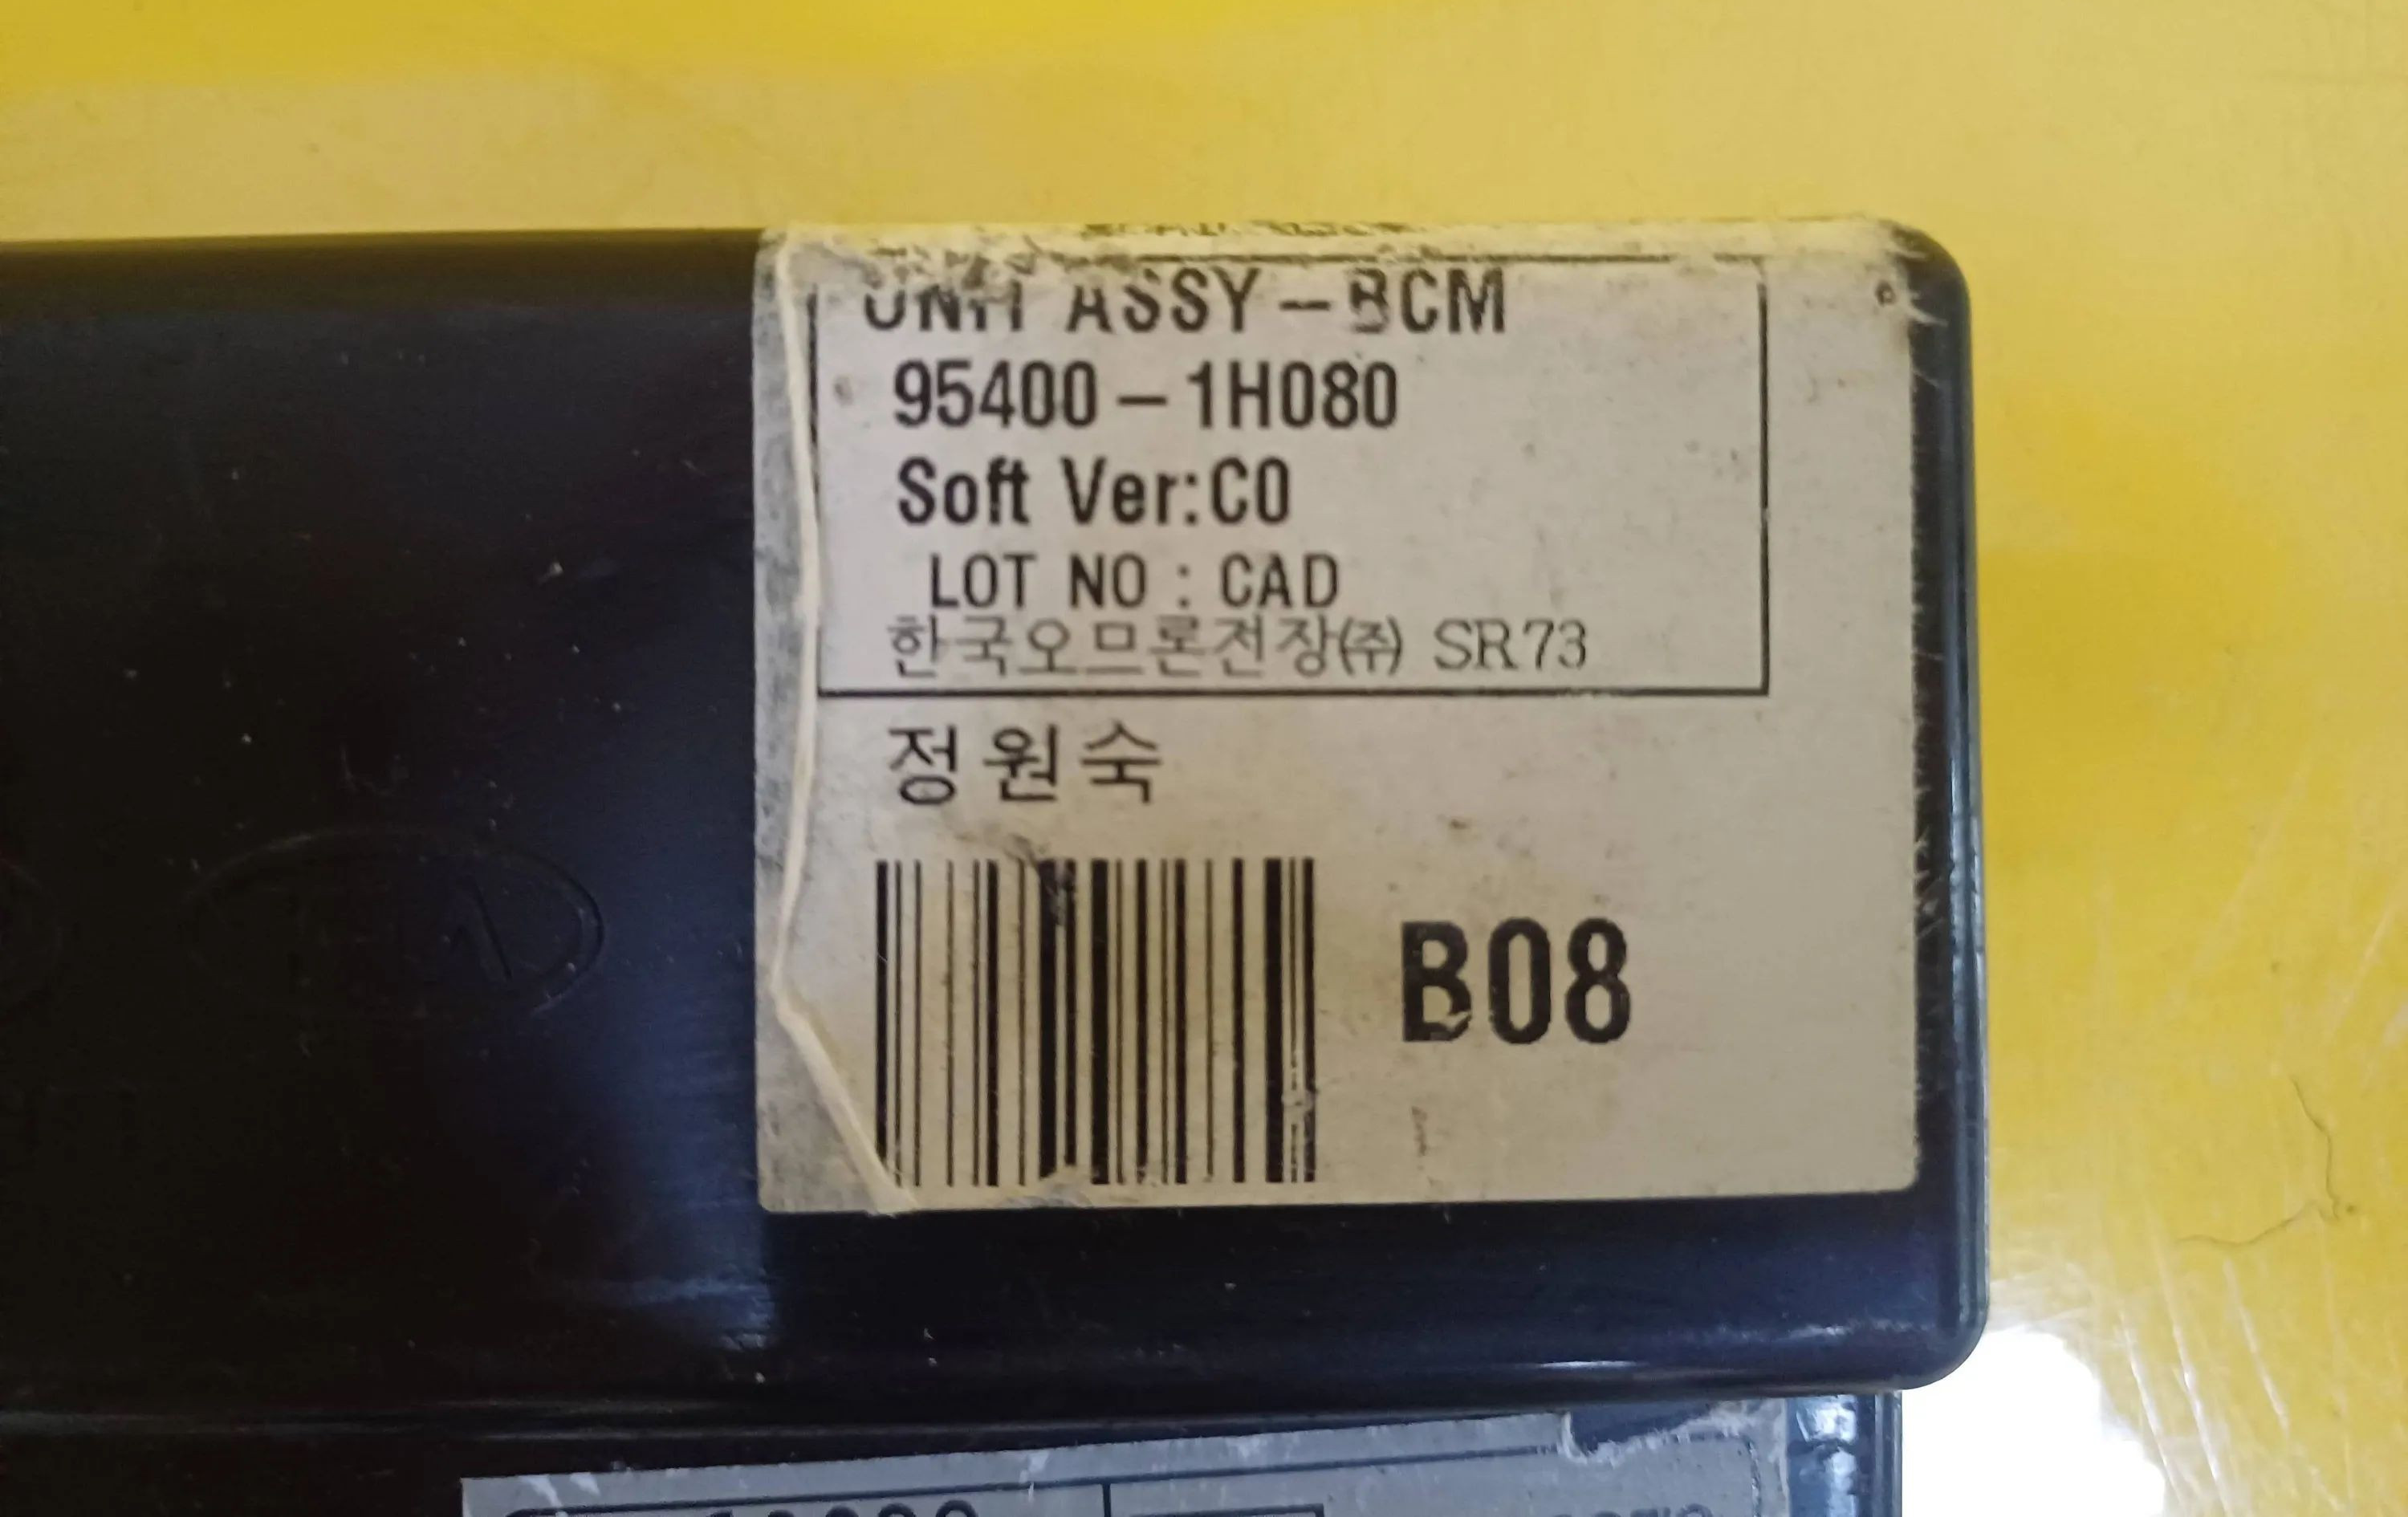 UNIT ASSY-BCM
95400-1H080
Soft Ver:C0
LOT NO : CAD
한국오므론전장㈜ SR73
정원숙
B08